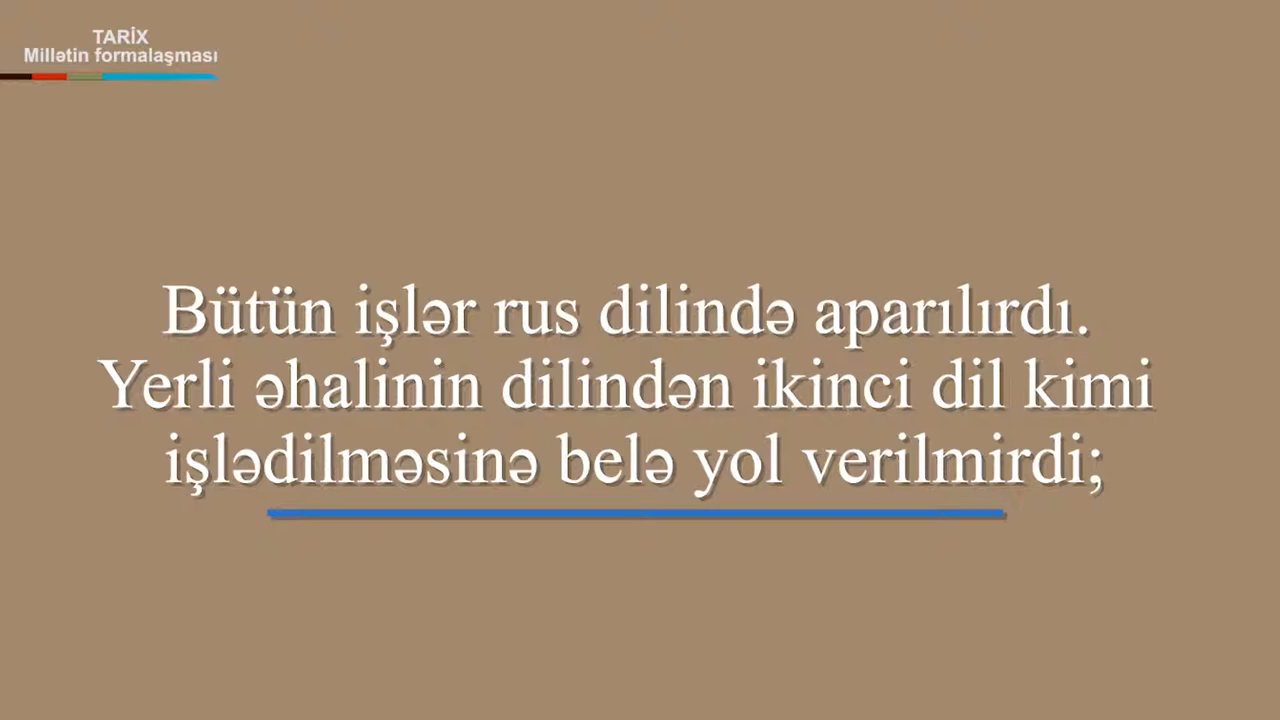 TARİX
Millətin formalaşması
Bütün işlər rus dilində aparılırdı.
Yerli əhalinin dilindən ikinci dil kimi
işlədilməsinə belə yol verilmirdi;